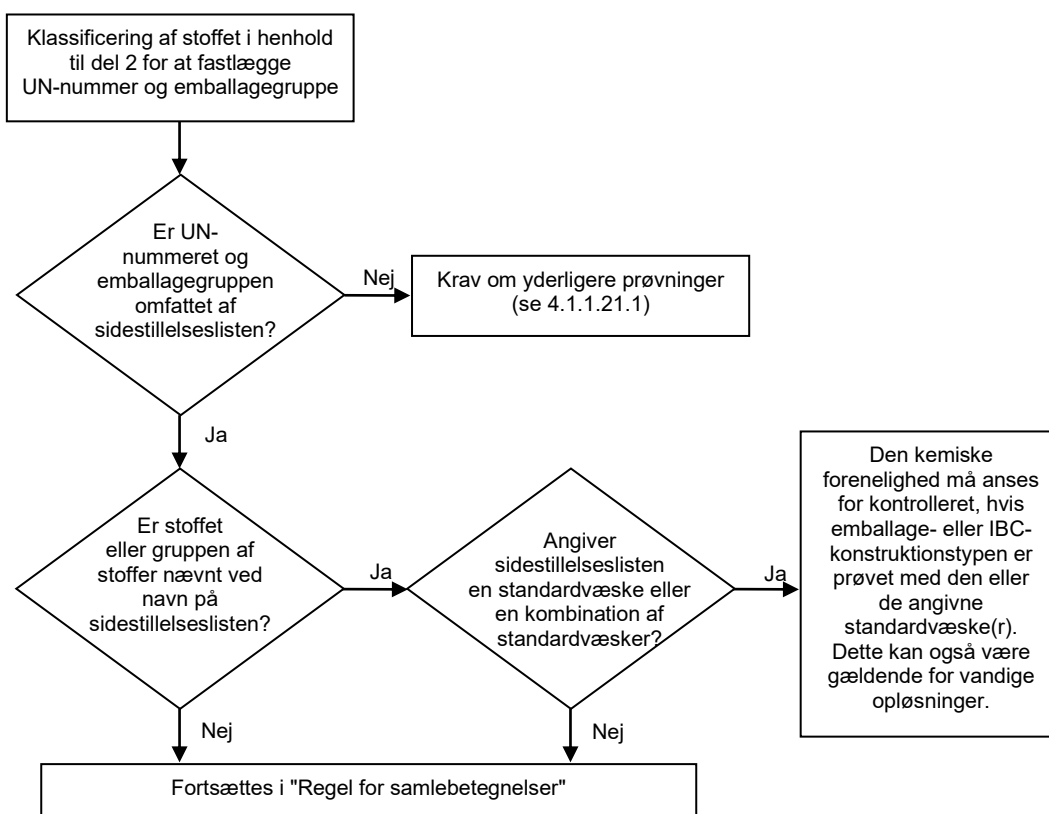 Klassificering af stoffet i henhold
til del 2 for at fastlægge
UN-nummer og emballagegruppe
Er UN-
nummeret og
emballagegruppen
omfattet af
sidestillelseslisten?
Nej
Krav om yderligere prøvninger
(se 4.1.1.21.1)
Ja
Er stoffet
eller gruppen af
stoffer nævnt ved
navn på
sidestillelseslisten?
Ja
Angiver
sidestillelseslisten
en standardvæske eller
en kombination af
standardvæsker?
Ja
Den kemiske
forenelighed må anses
for kontrolleret, hvis
emballage- eller IBC-
konstruktionstypen er
prøvet med den eller
de angivne
standardvæske(r).
Dette kan også være
gældende for vandige
opløsninger.
Nej
Nej
Fortsættes i "Regel for samlebetegnelser"